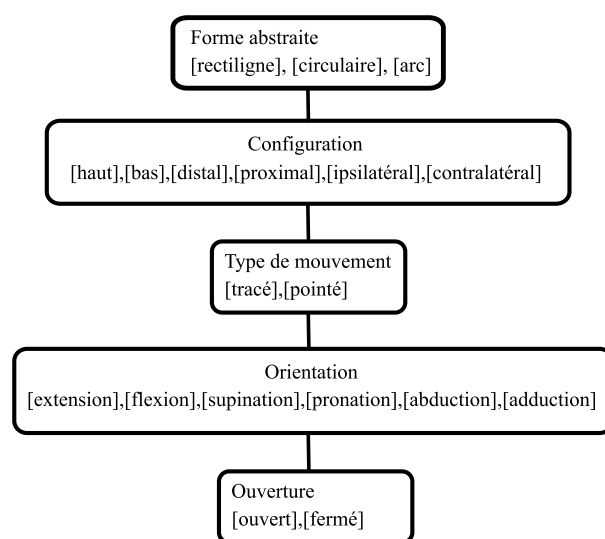 Forme abstraite
[rectiligne], [circulaire], [arc]
Configuration
[haut],[bas],[distal],[proximal],[ipsilatéral],[contralatéral]
Type de mouvement
[tracé],[pointé]
Orientation
[extension],[flexion],[supination],[pronation],[abduction],[adduction]
Ouverture
[ouvert],[fermé]